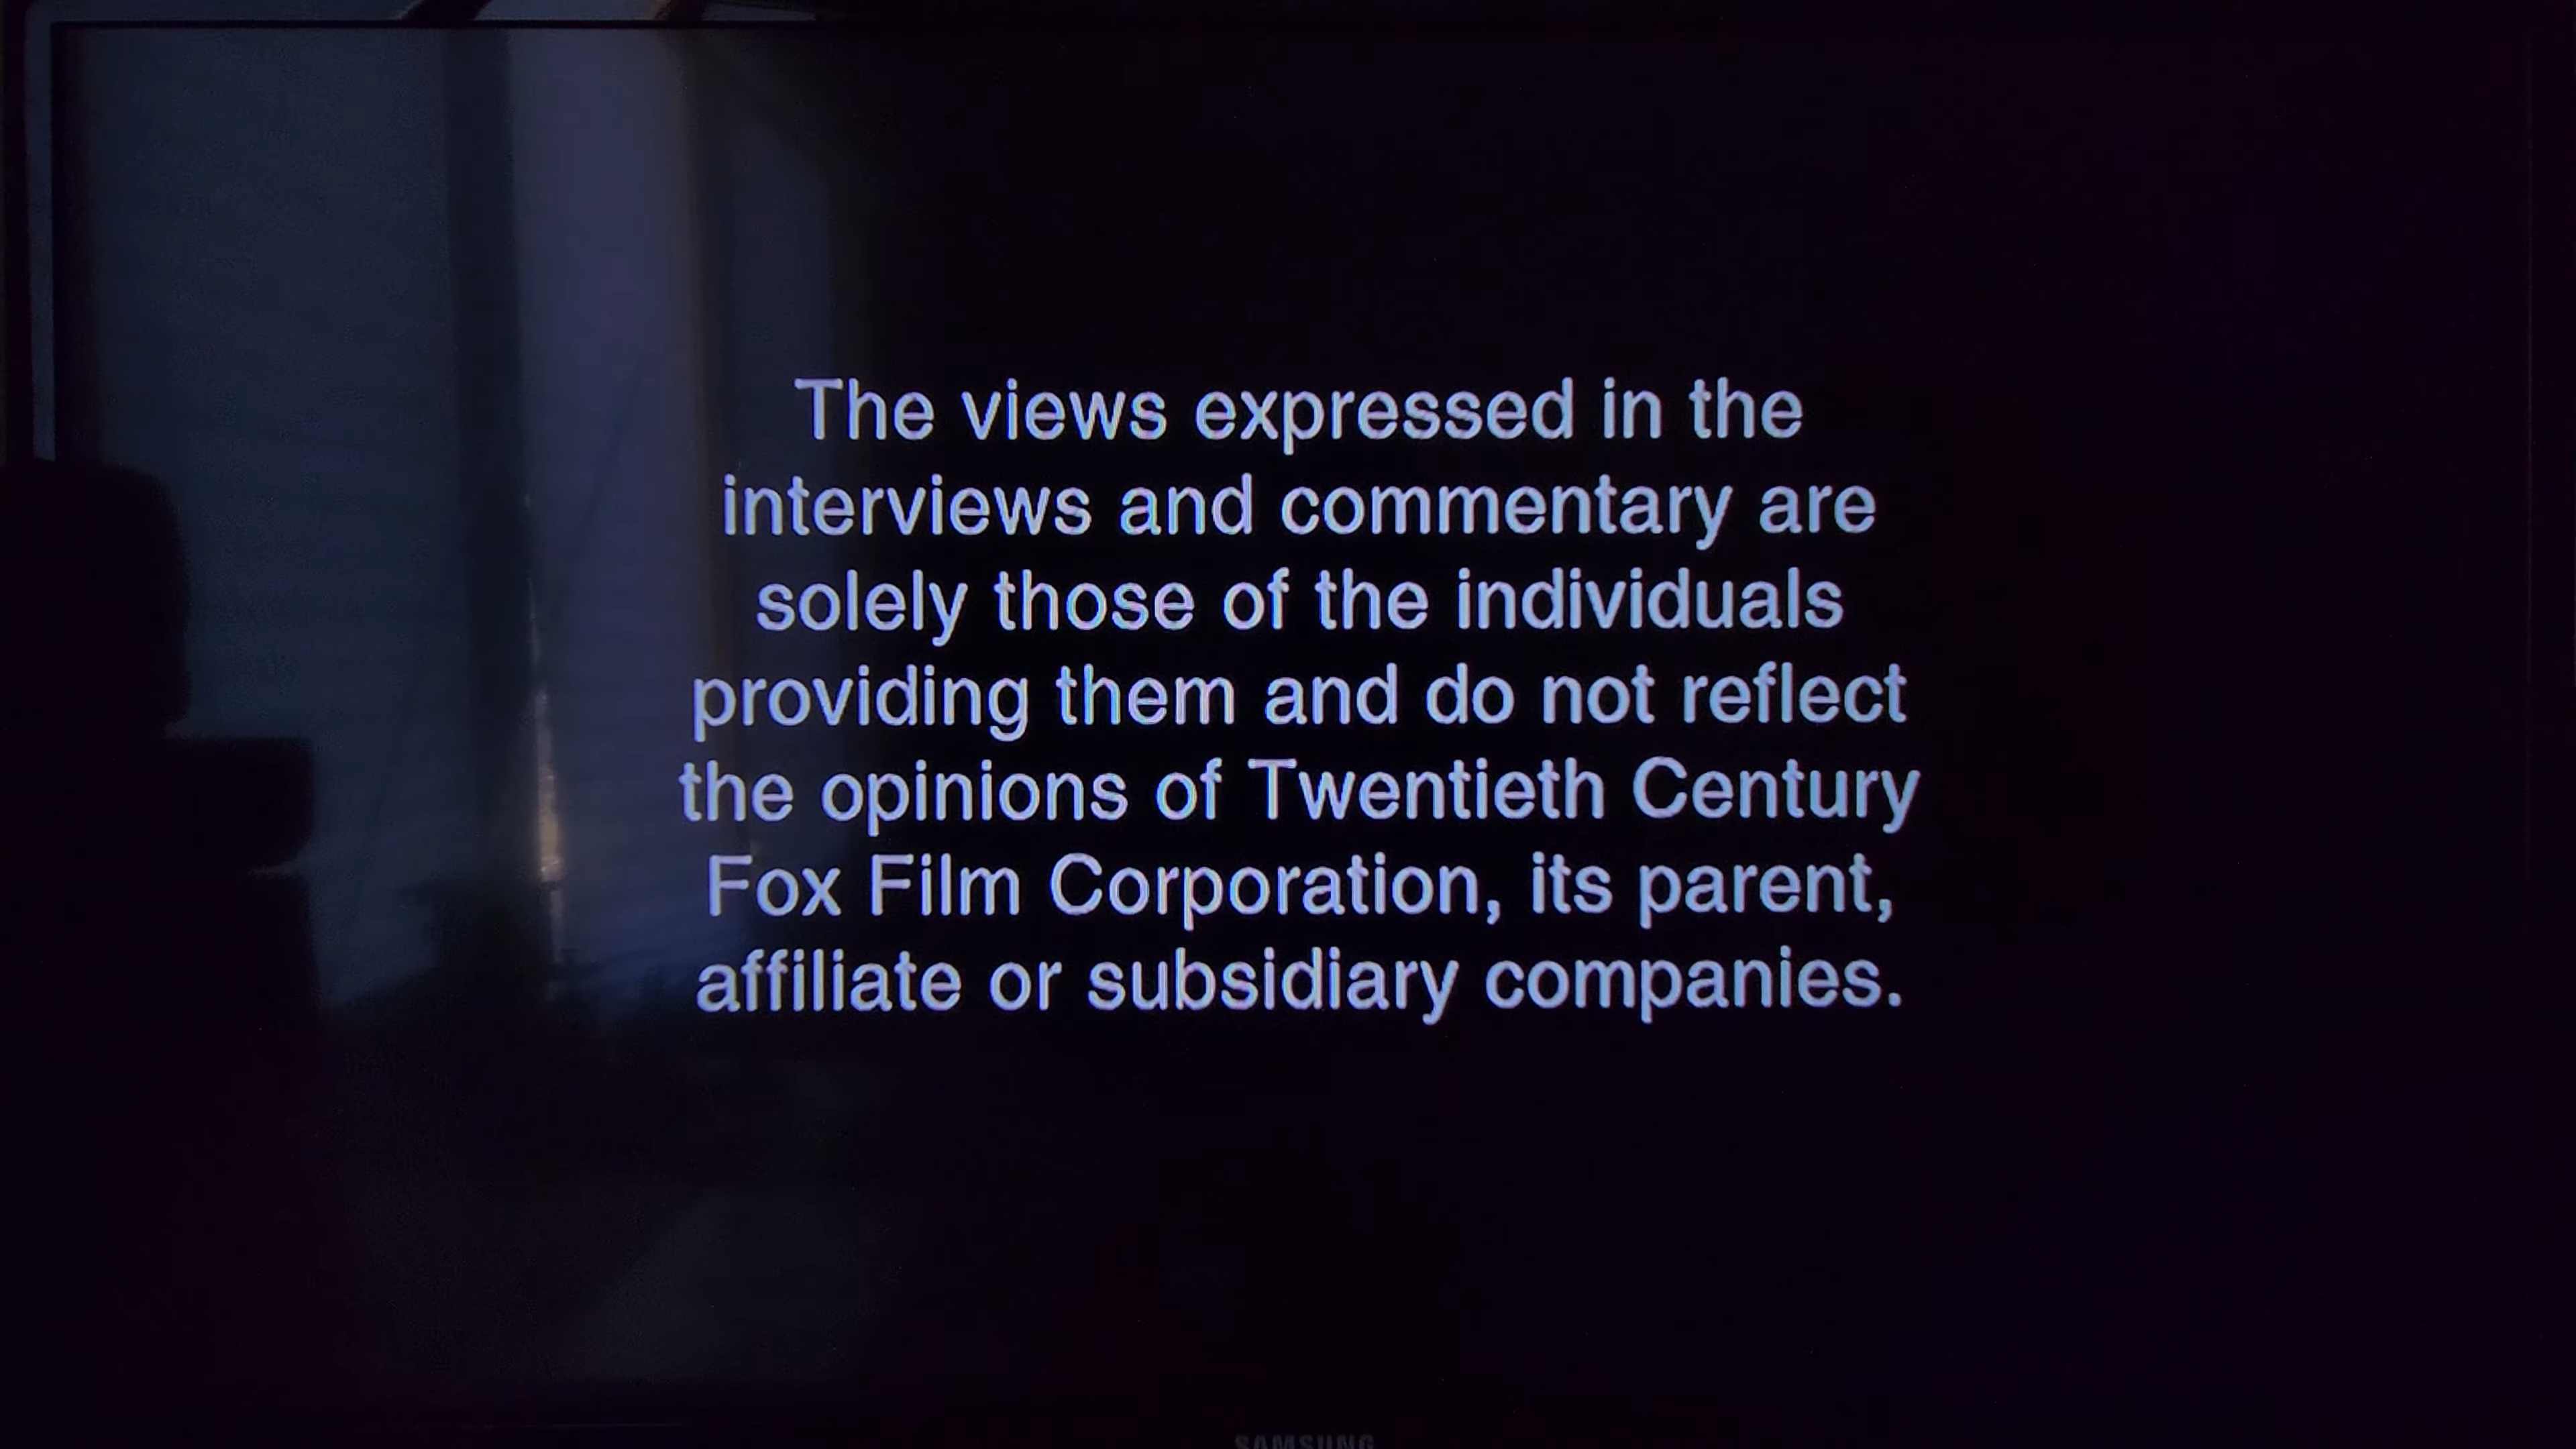 The views expressed in the
interviews and commentary are
solely those of the individuals
providing them and do not reflect
the opinions of Twentieth Century
Fox Film Corporation, its parent,
affiliate or subsidiary companies.
SAMSUNG